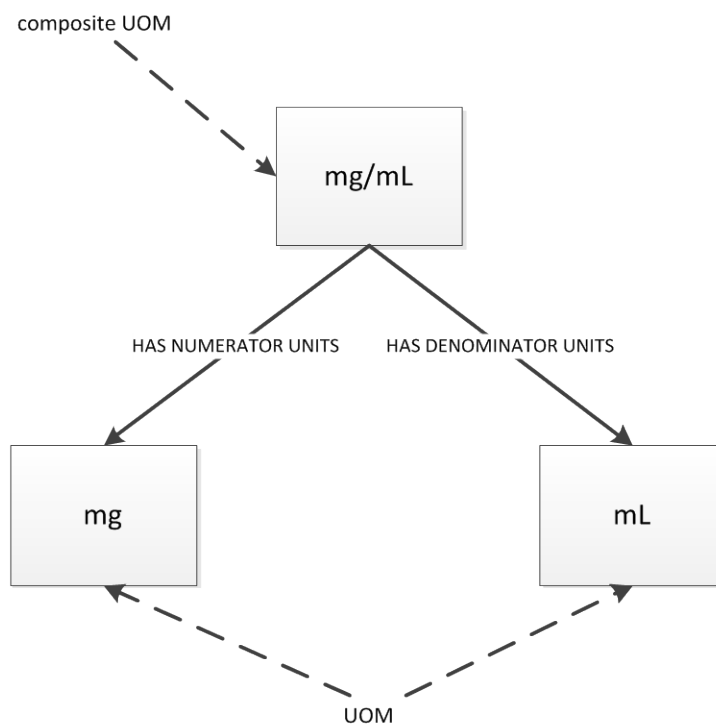 composite UOM
mg/mL
HAS NUMERATOR UNITS
HAS DENOMINATOR UNITS
mg
mL
UOM